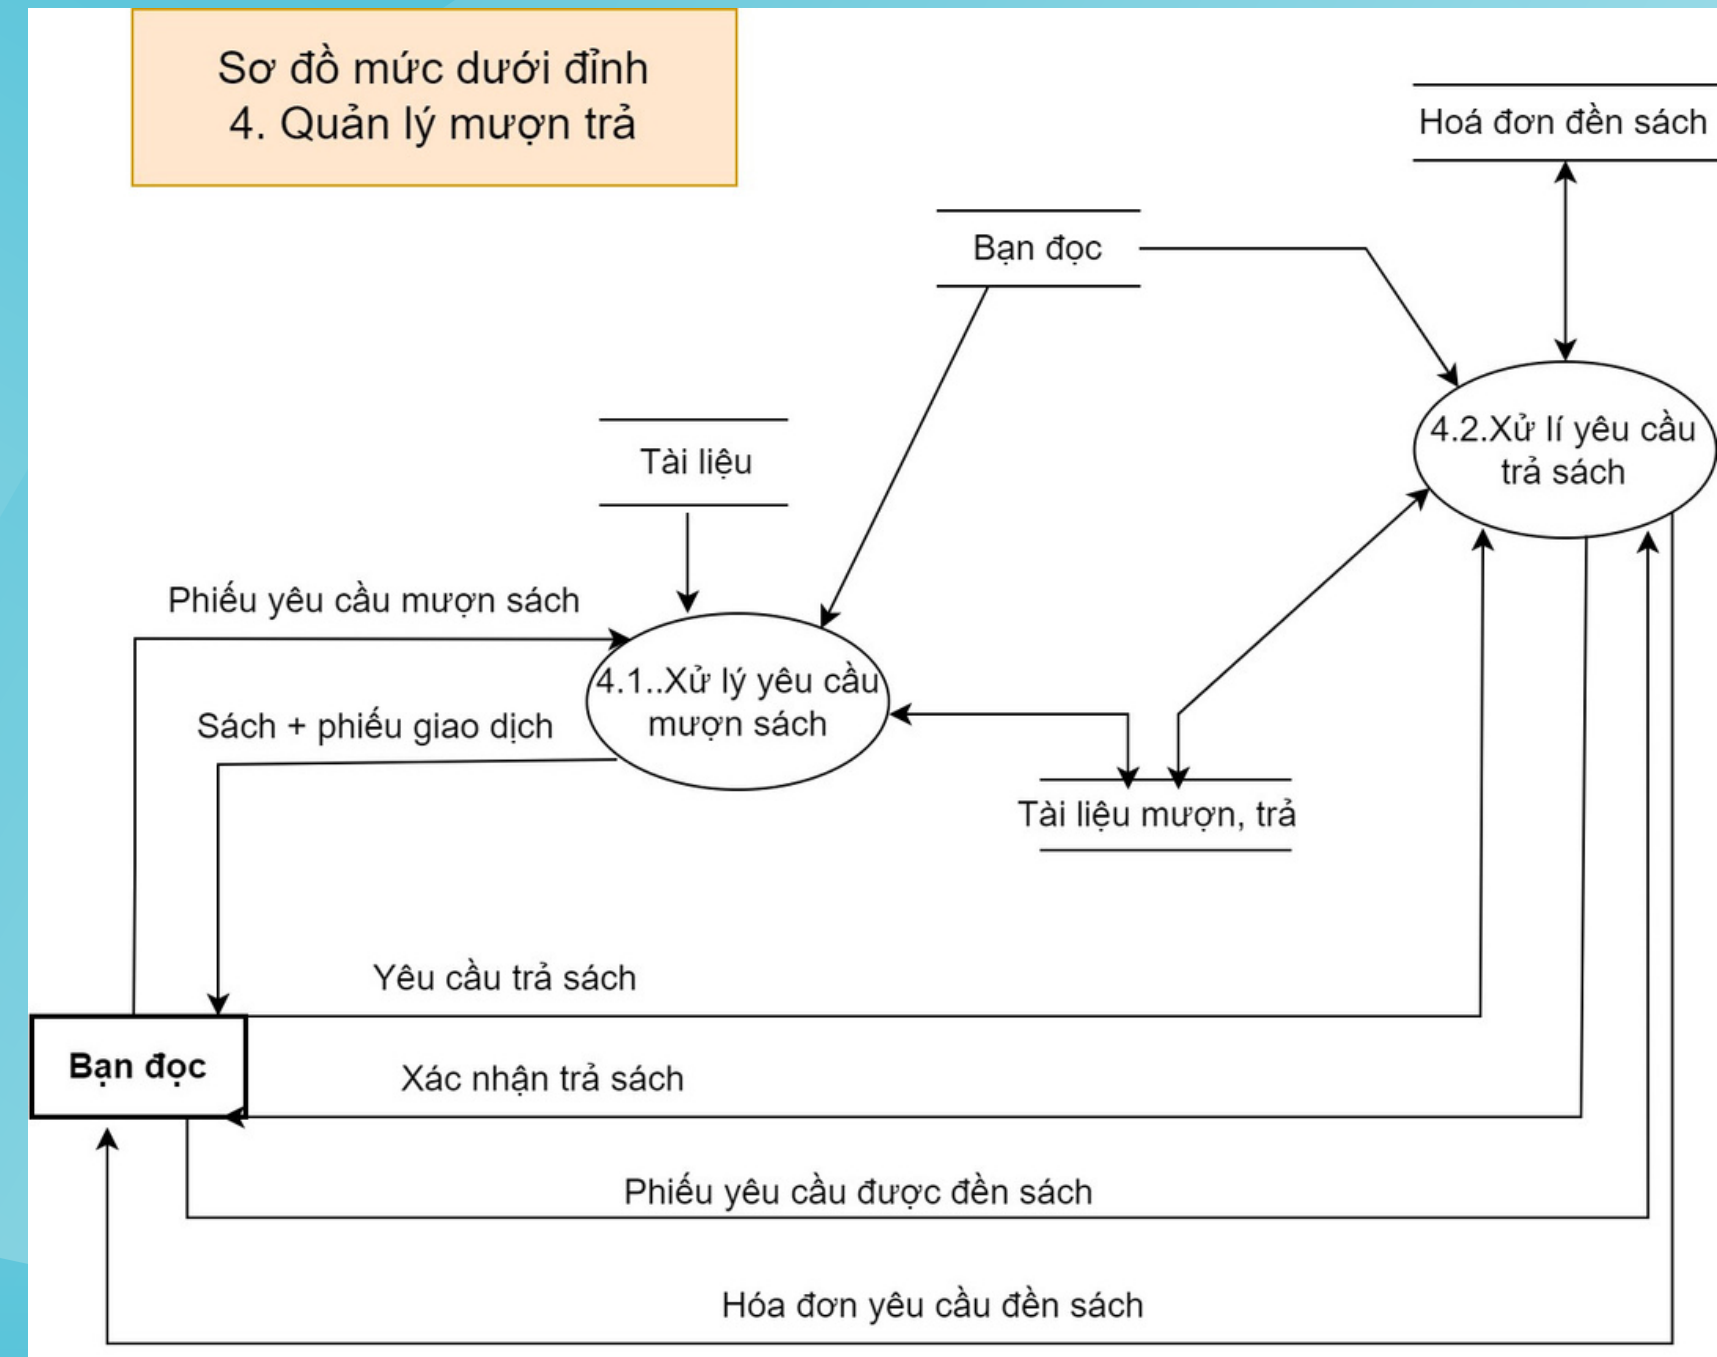 Sơ đồ mức dưới đỉnh
4. Quản lý mượn trả
Hoá đơn đền sách
Bạn đọc
4.2.Xử lí yêu cầu
trả sách
Tài liệu
Phiếu yêu cầu mượn sách
4.1..Xử lý yêu cầu
mượn sách
Sách + phiếu giao dịch
Tài liệu mượn, trả
Yêu cầu trả sách
Bạn đọc
Xác nhận trả sách
Phiếu yêu cầu được đền sách
Hóa đơn yêu cầu đền sách